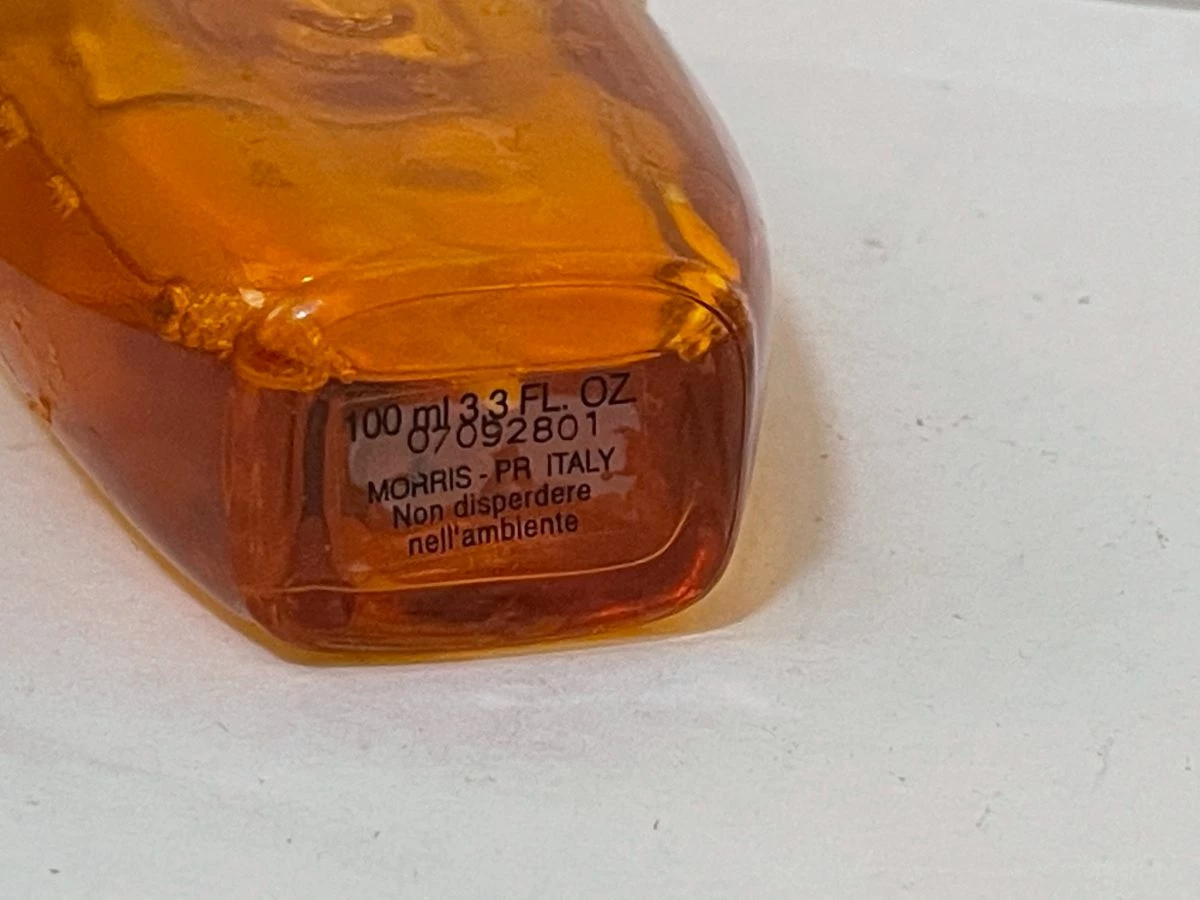 100 ml 3.3 FL. OZ
07092801
MORRIS - PR ITALY
Non disperdere
nell'ambiente